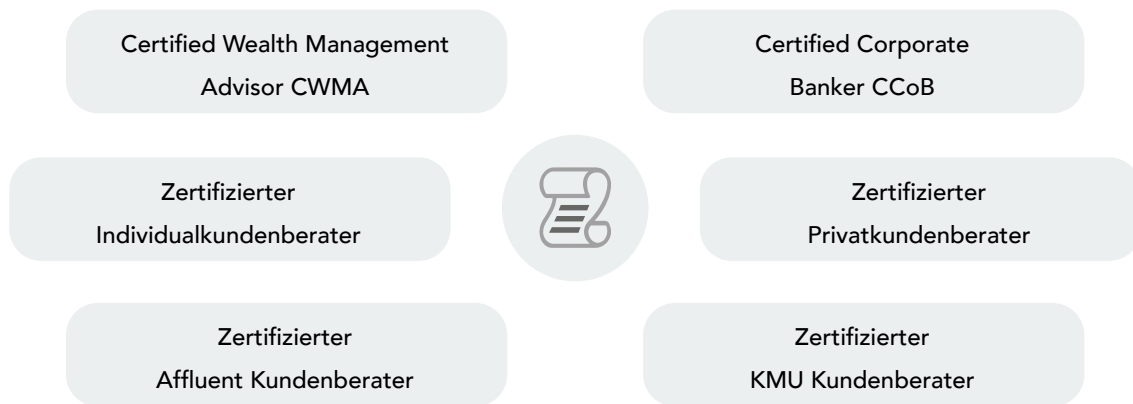 Certified Wealth Management
Advisor CWMA
Certified Corporate
Banker CCoB
Zertifizierter
Individualkundenberater
Zertifizierter
Privatkundenberater
Zertifizierter
Affluent Kundenberater
Zertifizierter
KMU Kundenberater